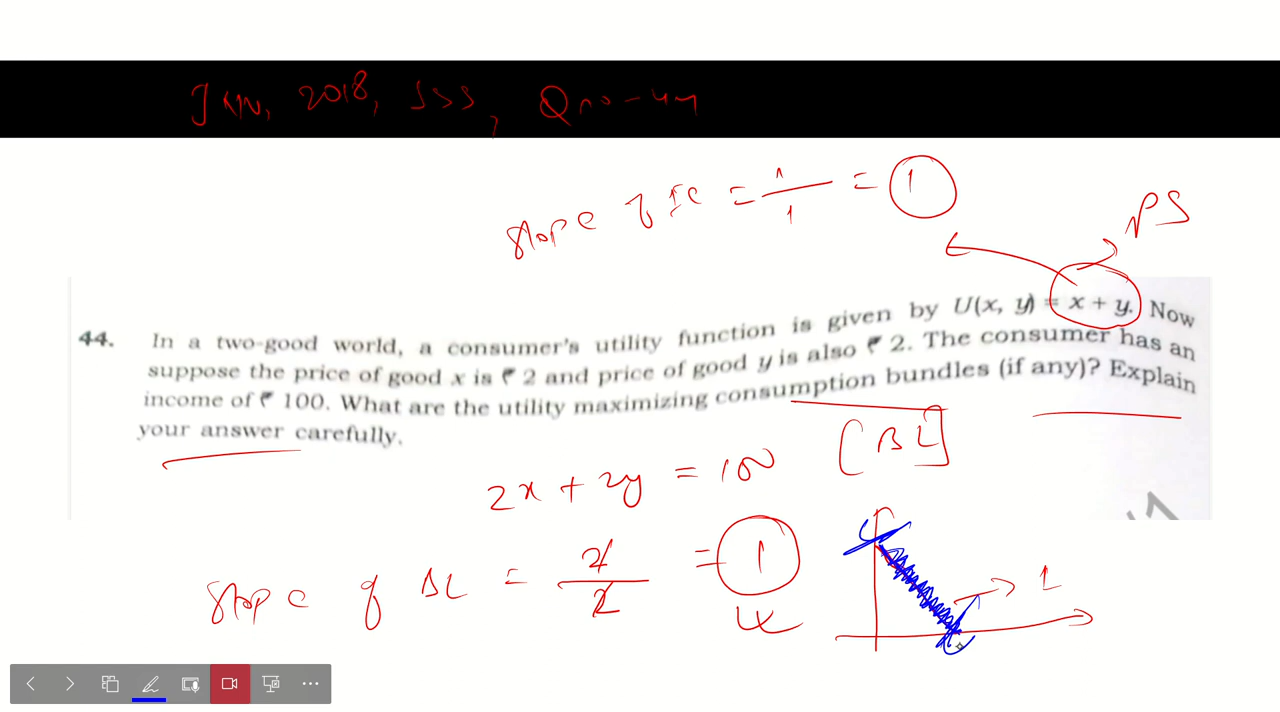 JAN, 2018, SSS, Qno-44
slope of IC = 1/1 = 1
PS
44. In a two-good world, a consumer's utility function is given by U(x, y) = x + y. Now
suppose the price of good x is ₹ 2 and price of good y is also ₹ 2. The consumer has an
income of ₹ 100. What are the utility maximizing consumption bundles (if any)? Explain
your answer carefully.
[BL]
2x + 2y = 100
slope of BL = 2/2 = 1